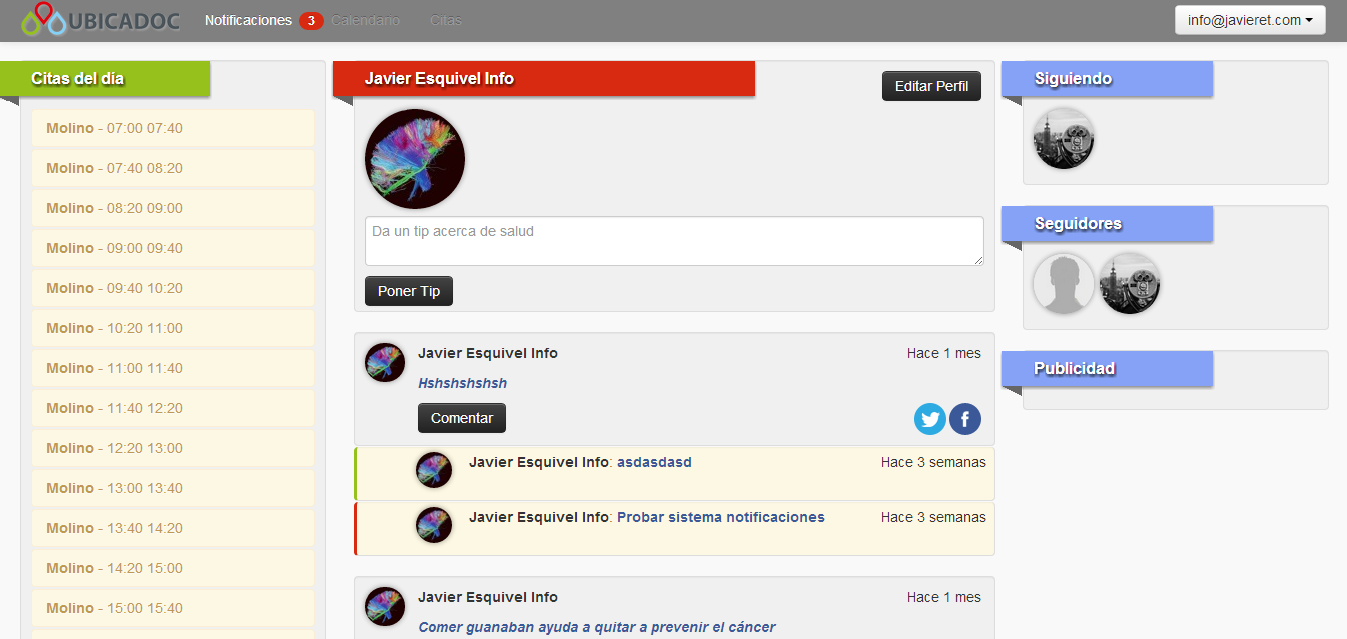 UBICADOC Notificaciones 3 Calendario Citas info@javieret.com
Citas del dia
Molino - 07:00 07:40
Molino - 07:40 08:20
Molino - 08:20 09:00
Molino - 09:00 09:40
Molino - 09:40 10:20
Molino - 10:20 11:00
Molino - 11:00 11:40
Molino - 11:40 12:20
Molino - 12:20 13:00
Molino - 13:00 13:40
Molino - 13:40 14:20
Molino - 14:20 15:00
Molino - 15:00 15:40
Javier Esquivel Info
Editar Perfil
Da un tip acerca de salud
Poner Tip
Javier Esquivel Info Hace 1 mes
Hshshshshsh
Comentar
Javier Esquivel Info: asdasdasd Hace 3 semanas
Javier Esquivel Info: Probar sistema notificaciones Hace 3 semanas
Javier Esquivel Info Hace 1 mes
Comer guanaban ayuda a quitar a prevenir el cáncer
Siguiendo
Seguidores
Publicidad